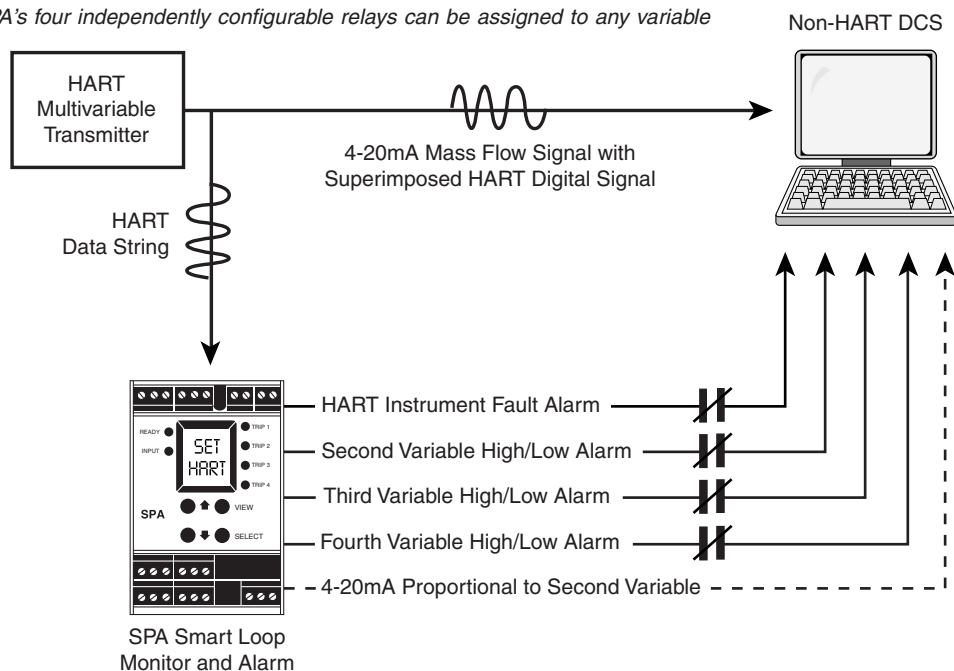 PA's four independently configurable relays can be assigned to any variable
Non-HART DCS
HART
Multivariable
Transmitter
4-20mA Mass Flow Signal with
Superimposed HART Digital Signal
HART
Data String
HART Instrument Fault Alarm
Second Variable High/Low Alarm
Third Variable High/Low Alarm
Fourth Variable High/Low Alarm
4-20mA Proportional to Second Variable
READY
INPUT
SET
HART
TRIP 1
TRIP 2
TRIP 3
TRIP 4
VIEW
SPA
SELECT
SPA Smart Loop
Monitor and Alarm